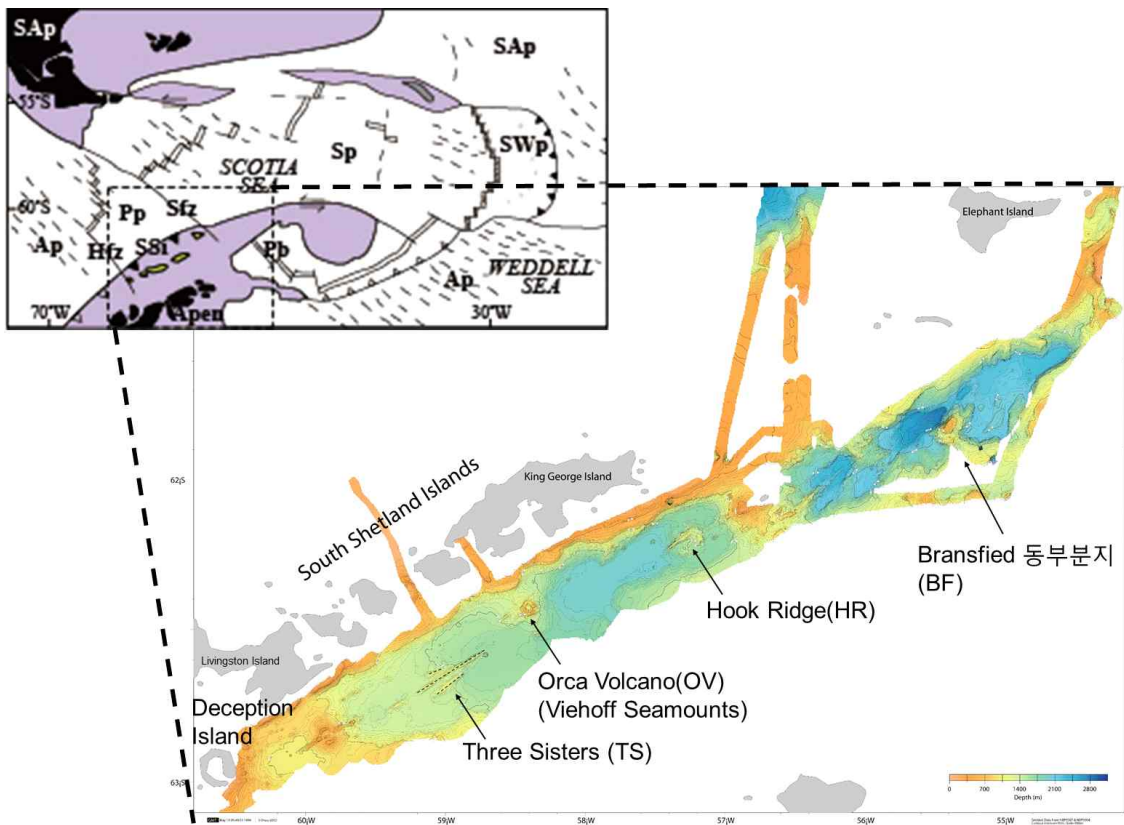 SAp
SAp
55°S
SCOTIA
SEA
Sp
SWp
60°S
Pp
Sfz
Ap
Hfz
SSi
Pb
Ap
WEDDELL
SEA
Apen
70°W
30°W
Elephant Island
62¡S
King George Island
South Shetland Islands
Bransfied 동부분지
(BF)
Hook Ridge(HR)
Livingston Island
Orca Volcano(OV)
(Viehoff Seamounts)
Deception
Island
Three Sisters (TS)
63¡S
0 700 1400 2100 2800
Depth (m)
60¡W 59¡W 58¡W 57¡W 56¡W 55¡W